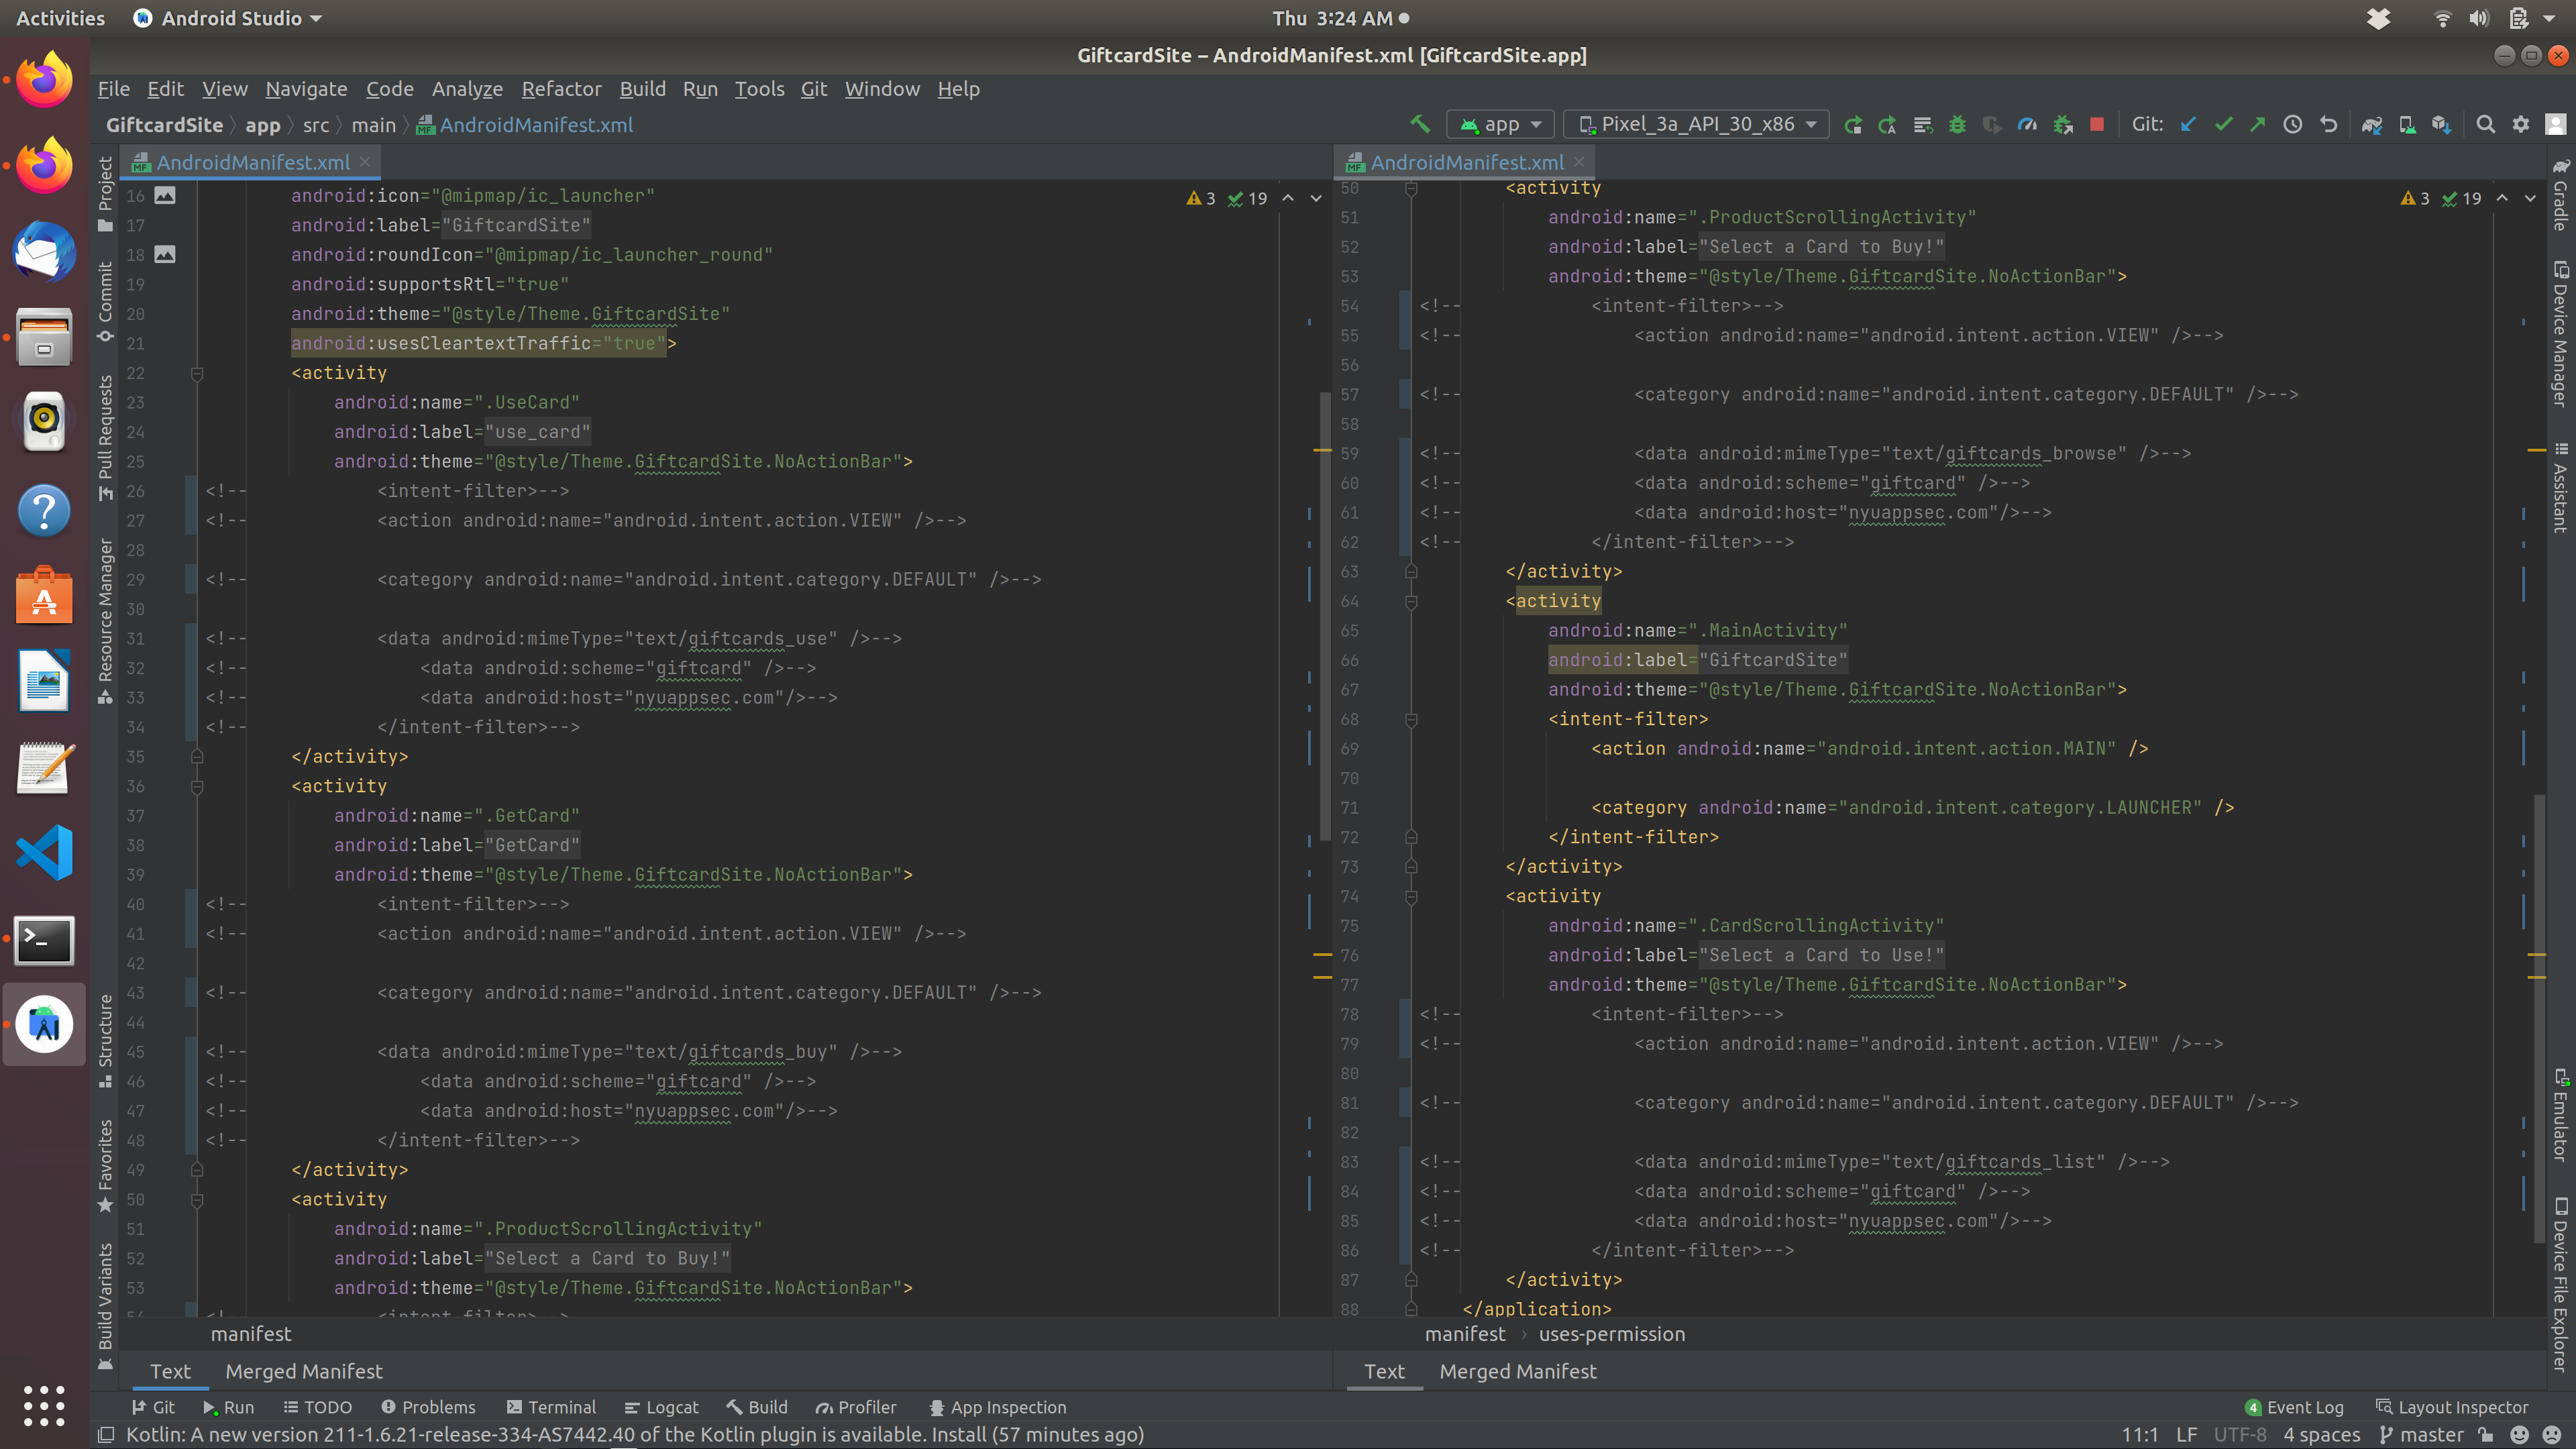 Activities Android Studio Thu 3:24 AM
GiftcardSite – AndroidManifest.xml [GiftcardSite.app]
File Edit View Navigate Code Analyze Refactor Build Run Tools Git Window Help
GiftcardSite app src main AndroidManifest.xml app Pixel_3a_API_30_x86 Git:
AndroidManifest.xml
3 19
16 android:icon="@mipmap/ic_launcher"
17 android:label="GiftcardSite"
18 android:roundIcon="@mipmap/ic_launcher_round"
19 android:supportsRtl="true"
20 android:theme="@style/Theme.GiftcardSite"
21 android:usesCleartextTraffic="true">
22 <activity
23 android:name=".UseCard"
24 android:label="use_card"
25 android:theme="@style/Theme.GiftcardSite.NoActionBar">
26 <!-- <intent-filter>-->
27 <!-- <action android:name="android.intent.action.VIEW" />-->
28
29 <!-- <category android:name="android.intent.category.DEFAULT" />-->
30
31 <!-- <data android:mimeType="text/giftcards_use" />-->
32 <!-- <data android:scheme="giftcard" />-->
33 <!-- <data android:host="nyuappsec.com"/>-->
34 <!-- </intent-filter>-->
35 </activity>
36 <activity
37 android:name=".GetCard"
38 android:label="GetCard"
39 android:theme="@style/Theme.GiftcardSite.NoActionBar">
40 <!-- <intent-filter>-->
41 <!-- <action android:name="android.intent.action.VIEW" />-->
42
43 <!-- <category android:name="android.intent.category.DEFAULT" />-->
44
45 <!-- <data android:mimeType="text/giftcards_buy" />-->
46 <!-- <data android:scheme="giftcard" />-->
47 <!-- <data android:host="nyuappsec.com"/>-->
48 <!-- </intent-filter>-->
49 </activity>
50 <activity
51 android:name=".ProductScrollingActivity"
52 android:label="Select a Card to Buy!"
53 android:theme="@style/Theme.GiftcardSite.NoActionBar">
54 <!-- <intent-filter>-->
manifest
Text Merged Manifest
AndroidManifest.xml
3 19
50 <activity
51 android:name=".ProductScrollingActivity"
52 android:label="Select a Card to Buy!"
53 android:theme="@style/Theme.GiftcardSite.NoActionBar">
54 <!-- <intent-filter>-->
55 <!-- <action android:name="android.intent.action.VIEW" />-->
56
57 <!-- <category android:name="android.intent.category.DEFAULT" />-->
58
59 <!-- <data android:mimeType="text/giftcards_browse" />-->
60 <!-- <data android:scheme="giftcard" />-->
61 <!-- <data android:host="nyuappsec.com"/>-->
62 <!-- </intent-filter>-->
63 </activity>
64 <activity
65 android:name=".MainActivity"
66 android:label="GiftcardSite"
67 android:theme="@style/Theme.GiftcardSite.NoActionBar">
68 <intent-filter>
69 <action android:name="android.intent.action.MAIN" />
70
71 <category android:name="android.intent.category.LAUNCHER" />
72 </intent-filter>
73 </activity>
74 <activity
75 android:name=".CardScrollingActivity"
76 android:label="Select a Card to Use!"
77 android:theme="@style/Theme.GiftcardSite.NoActionBar">
78 <!-- <intent-filter>-->
79 <!-- <action android:name="android.intent.action.VIEW" />-->
80
81 <!-- <category android:name="android.intent.category.DEFAULT" />-->
82
83 <!-- <data android:mimeType="text/giftcards_list" />-->
84 <!-- <data android:scheme="giftcard" />-->
85 <!-- <data android:host="nyuappsec.com"/>-->
86 <!-- </intent-filter>-->
87 </activity>
88 </application>
manifest › uses-permission
Text Merged Manifest
Project
Commit
Pull Requests
Resource Manager
Structure
Favorites
Build Variants
Gradle
Device Manager
Assistant
Emulator
Device File Explorer
Git Run TODO Problems Terminal Logcat Build Profiler App Inspection 4 Event Log Layout Inspector
Kotlin: A new version 211-1.6.21-release-334-AS7442.40 of the Kotlin plugin is available. Install (57 minutes ago) 11:1 LF UTF-8 4 spaces master